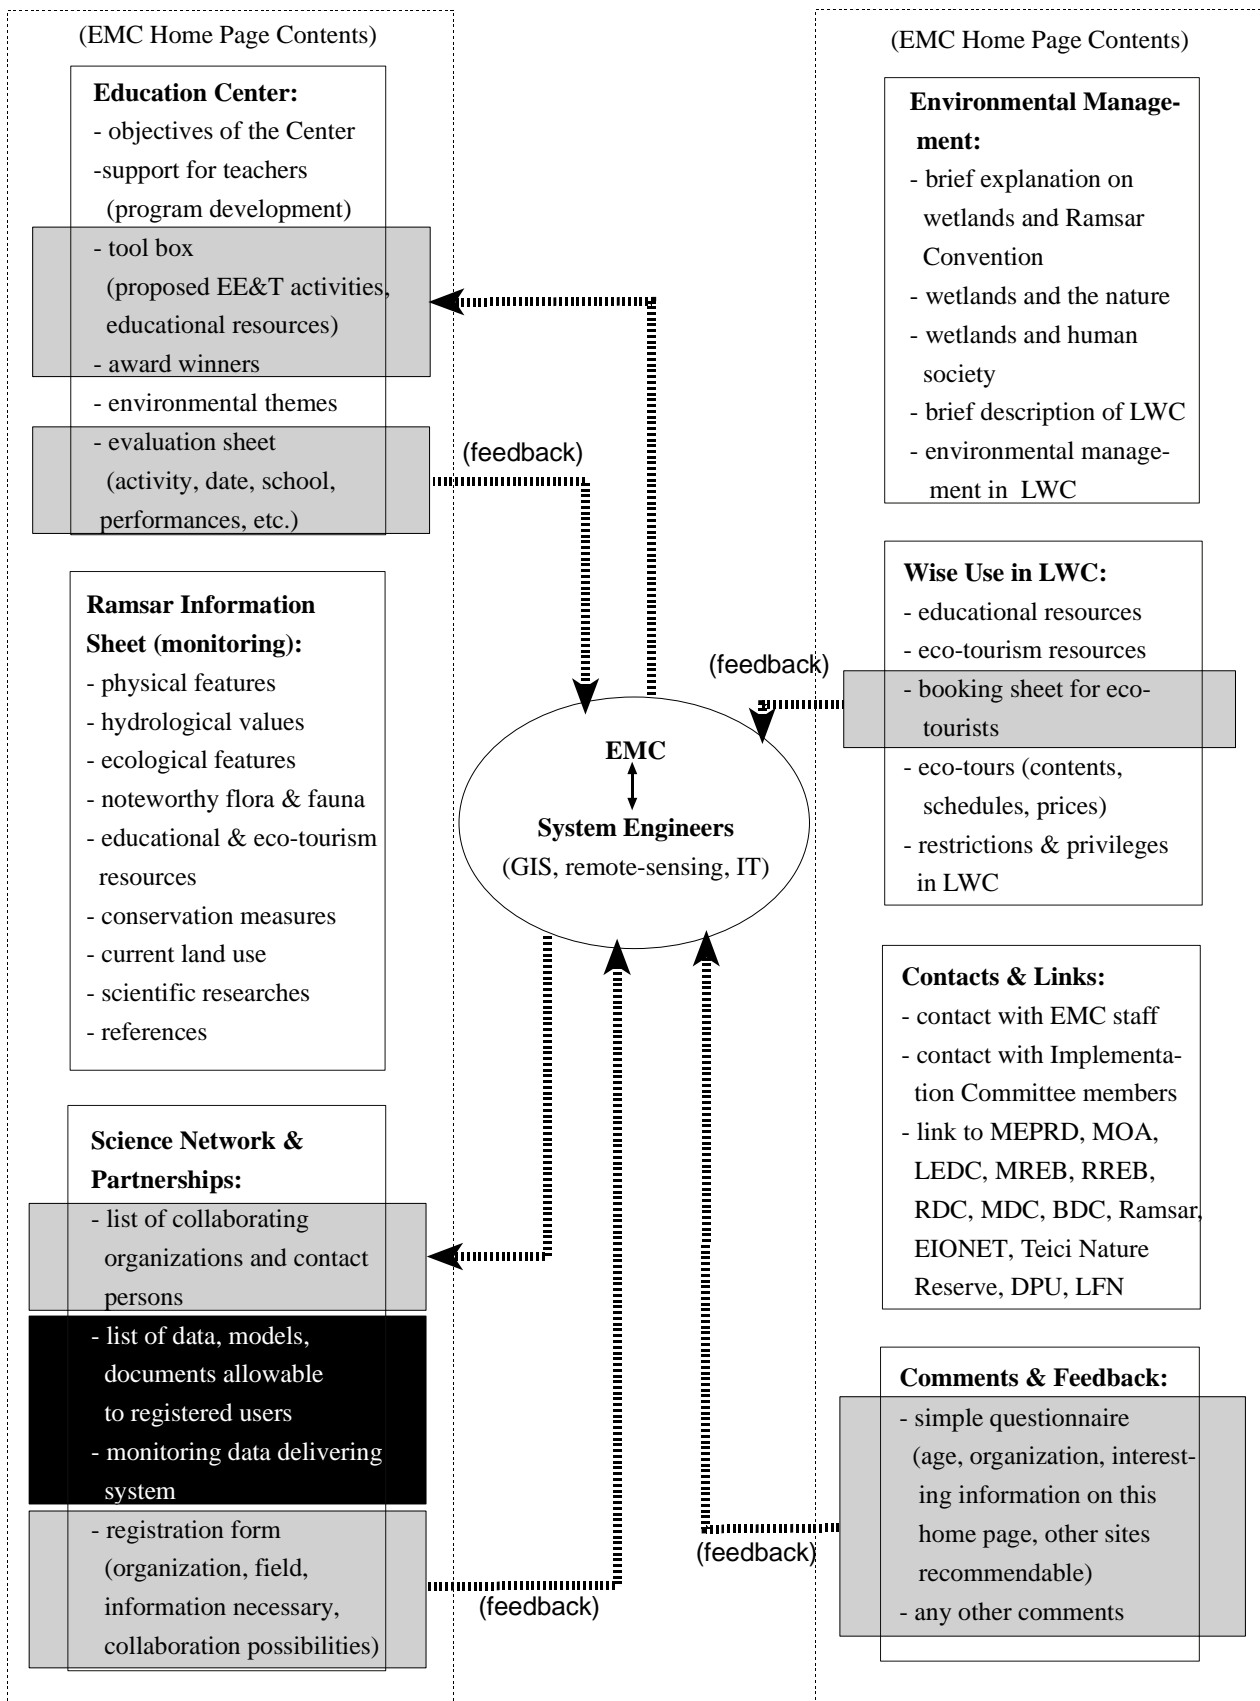 (EMC Home Page Contents)
Education Center:
- objectives of the Center
-support for teachers
(program development)
- tool box
(proposed EE&T activities,
educational resources)
- award winners
- environmental themes
- evaluation sheet
(activity, date, school,
performances, etc.)
Ramsar Information
Sheet (monitoring):
- physical features
- hydrological values
- ecological features
- noteworthy flora & fauna
- educational & eco-tourism
resources
- conservation measures
- current land use
- scientific researches
- references
Science Network &
Partnerships:
- list of collaborating
organizations and contact
persons
- list of data, models,
documents allowable
to registered users
- monitoring data delivering
system
- registration form
(organization, field,
information necessary,
collaboration possibilities)
(feedback)
(feedback)
EMC
System Engineers
(GIS, remote-sensing, IT)
(feedback)
(feedback)
(EMC Home Page Contents)
Environmental Manage-
ment:
- brief explanation on
wetlands and Ramsar
Convention
- wetlands and the nature
- wetlands and human
society
- brief description of LWC
- environmental manage-
ment in LWC
Wise Use in LWC:
- educational resources
- eco-tourism resources
- booking sheet for eco-
tourists
- eco-tours (contents,
schedules, prices)
- restrictions & privileges
in LWC
Contacts & Links:
- contact with EMC staff
- contact with Implementa-
tion Committee members
- link to MEPRD, MOA,
LEDC, MREB, RREB,
RDC, MDC, BDC, Ramsar,
EIONET, Teici Nature
Reserve, DPU, LFN
Comments & Feedback:
- simple questionnaire
(age, organization, interest-
ing information on this
home page, other sites
recommendable)
- any other comments